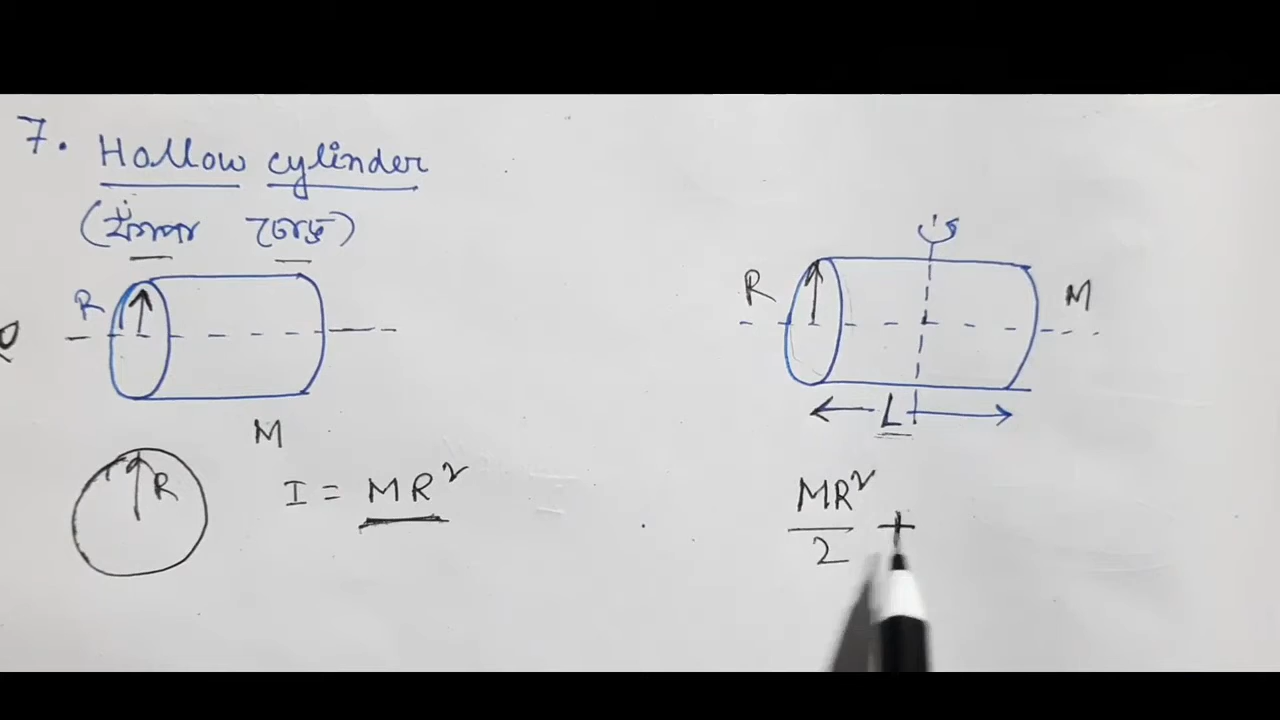 7. Hollow cylinder
(ফাঁপা চোঙ)
R
M
R
I = MR²
R
M
L
MR²
2
+